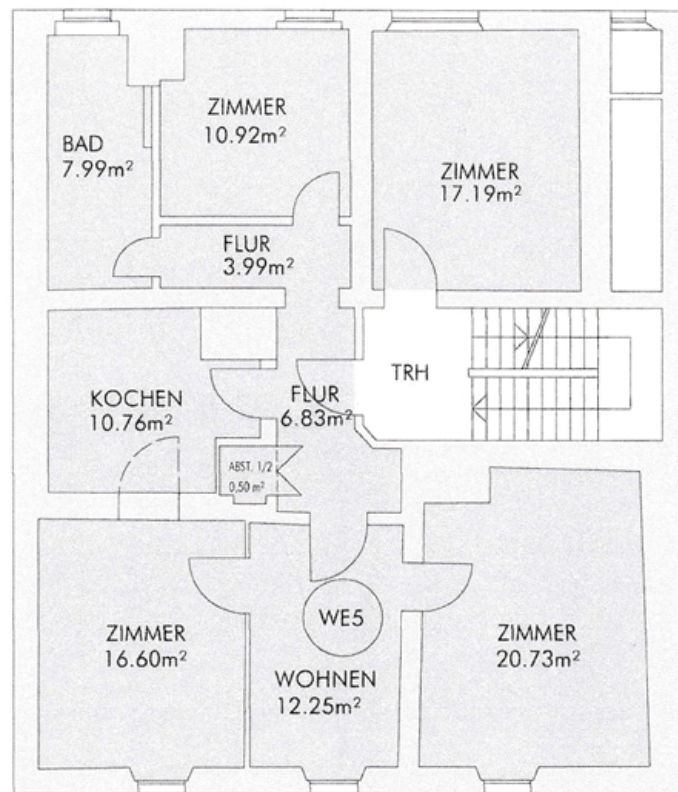 ZIMMER
10.92m²
BAD
7.99m²
ZIMMER
17.19m²
FLUR
3.99m²
KOCHEN
10.76m²
FLUR
6.83m²
TRH
ABST. 1/2
0,50 m²
WE5
ZIMMER
16.60m²
WOHNEN
12.25m²
ZIMMER
20.73m²